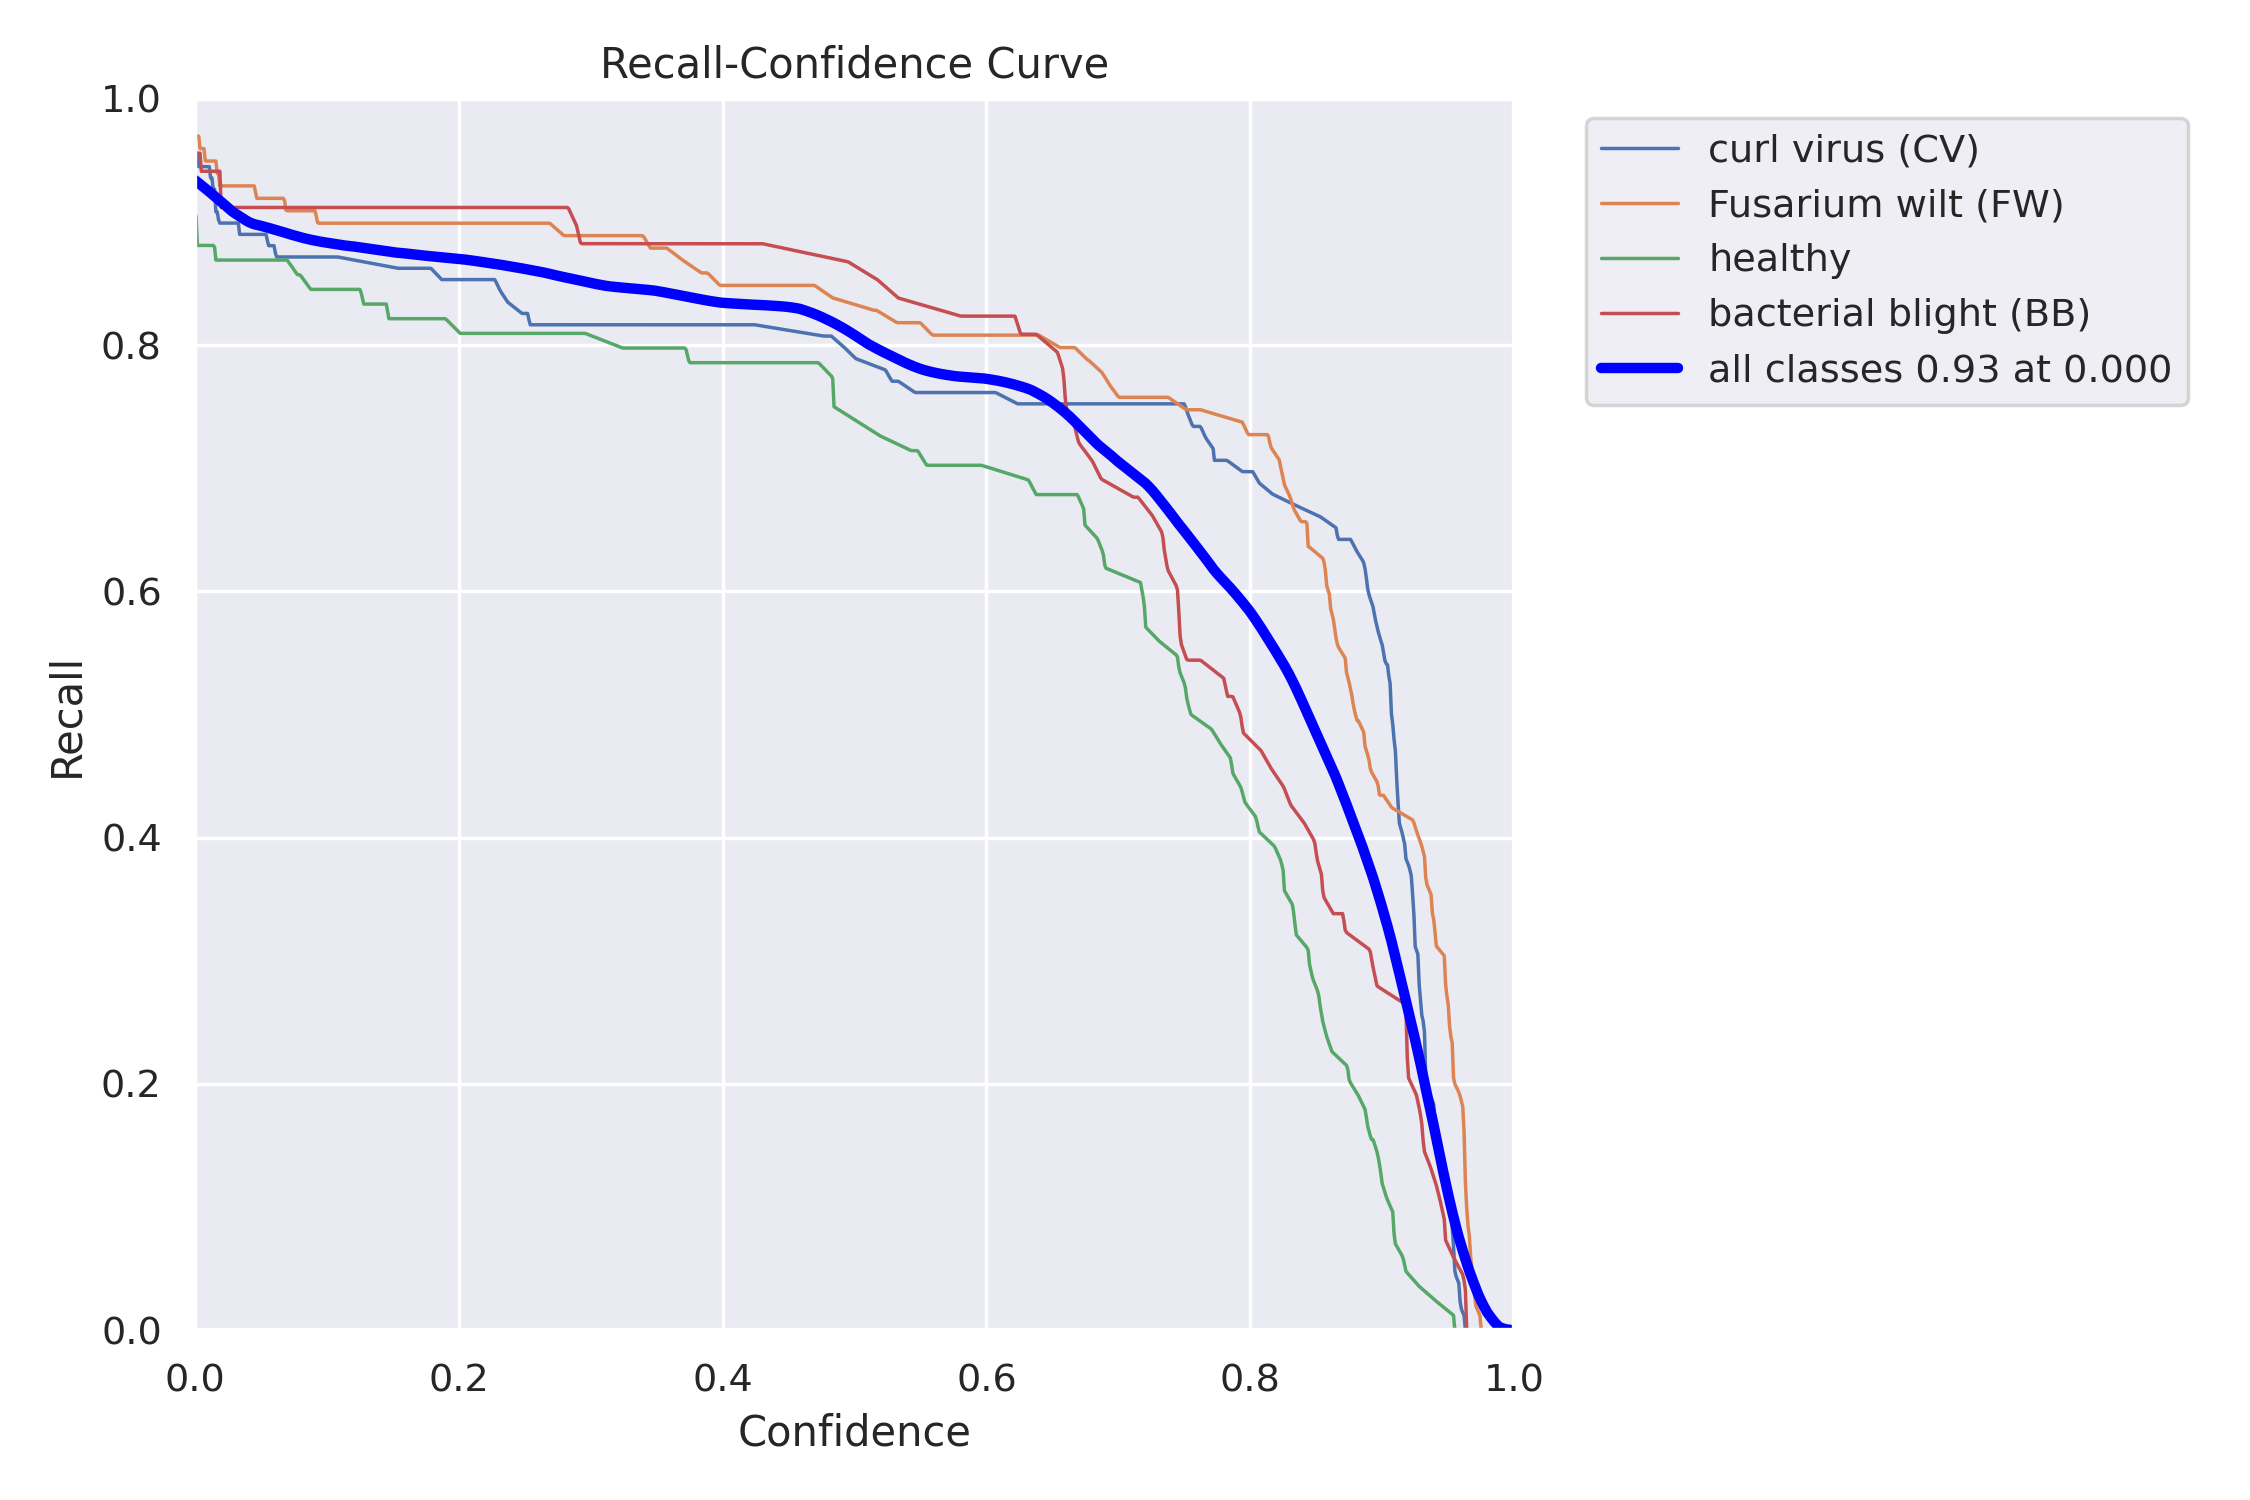 Recall-Confidence Curve
1.0
0.8
0.6
0.4
0.2
0.0
Recall
0.0 0.2 0.4 0.6 0.8 1.0
Confidence
curl virus (CV)
Fusarium wilt (FW)
healthy
bacterial blight (BB)
all classes 0.93 at 0.000